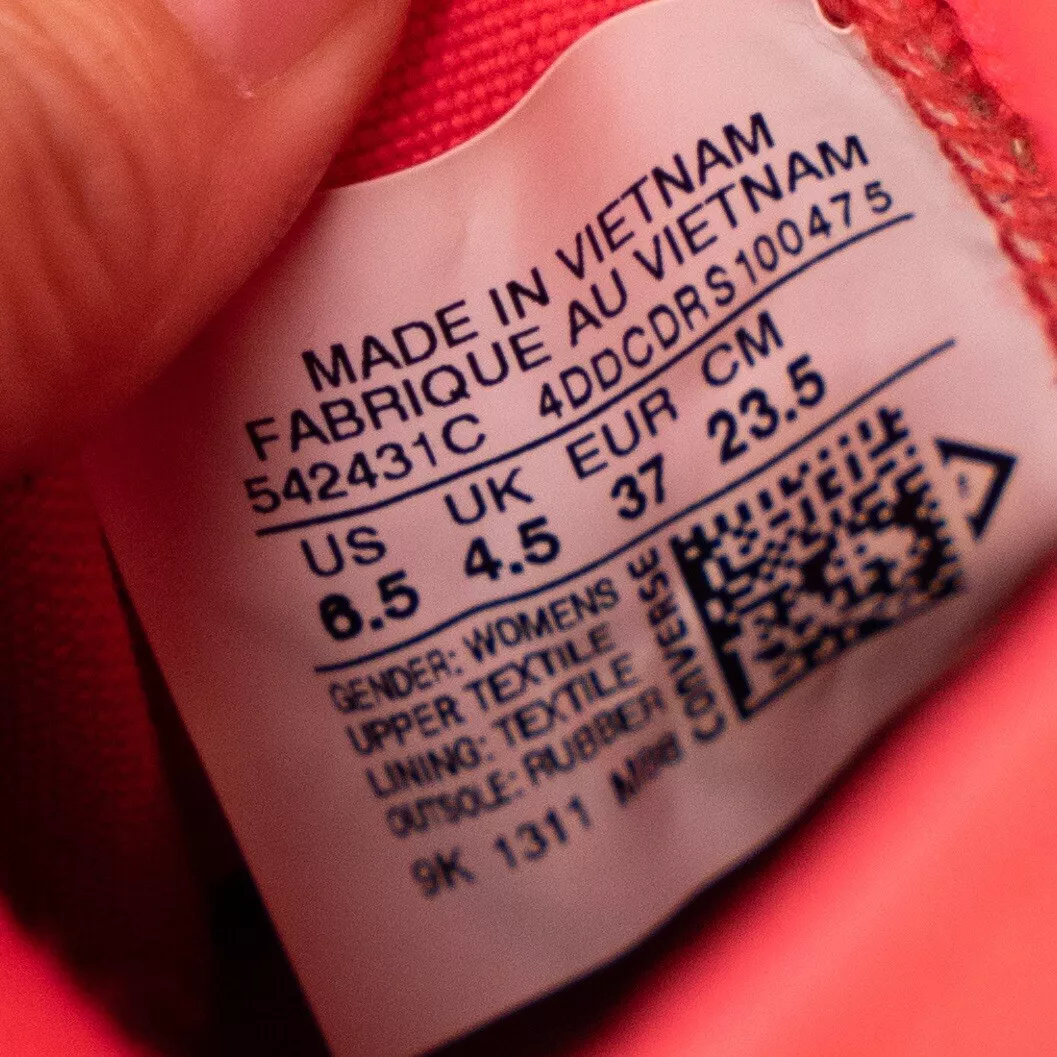 MADE IN VIETNAM
FABRIQUE AU VIETNAM
542431C 4DDCDRS100475
US UK EUR CM
6.5 4.5 37 23.5
GENDER: WOMENS
UPPER TEXTILE
LINING: TEXTILE
OUTSOLE: RUBBER
CONVERSE
9K 1311